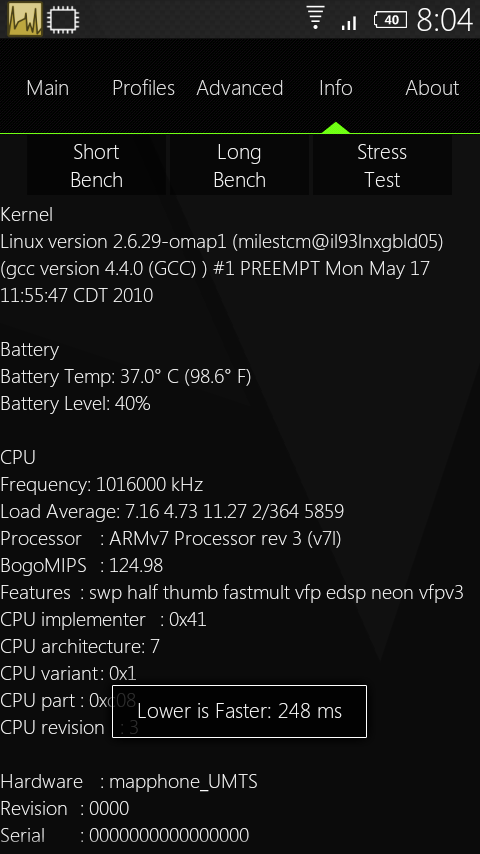 40 8:04
Main Profiles Advanced Info About
Short Bench Long Bench Stress Test
Kernel
Linux version 2.6.29-omap1 (milestcm@il93lnxgbld05)
(gcc version 4.4.0 (GCC) ) #1 PREEMPT Mon May 17
11:55:47 CDT 2010
Battery
Battery Temp: 37.0° C (98.6° F)
Battery Level: 40%
CPU
Frequency: 1016000 kHz
Load Average: 7.16 4.73 11.27 2/364 5859
Processor : ARMv7 Processor rev 3 (v7l)
BogoMIPS : 124.98
Features : swp half thumb fastmult vfp edsp neon vfpv3
CPU implementer : 0x41
CPU architecture: 7
CPU variant: 0x1
CPU part : 0xc08
CPU revision : 3
Lower is Faster: 248 ms
Hardware : mapphone_UMTS
Revision : 0000
Serial : 0000000000000000